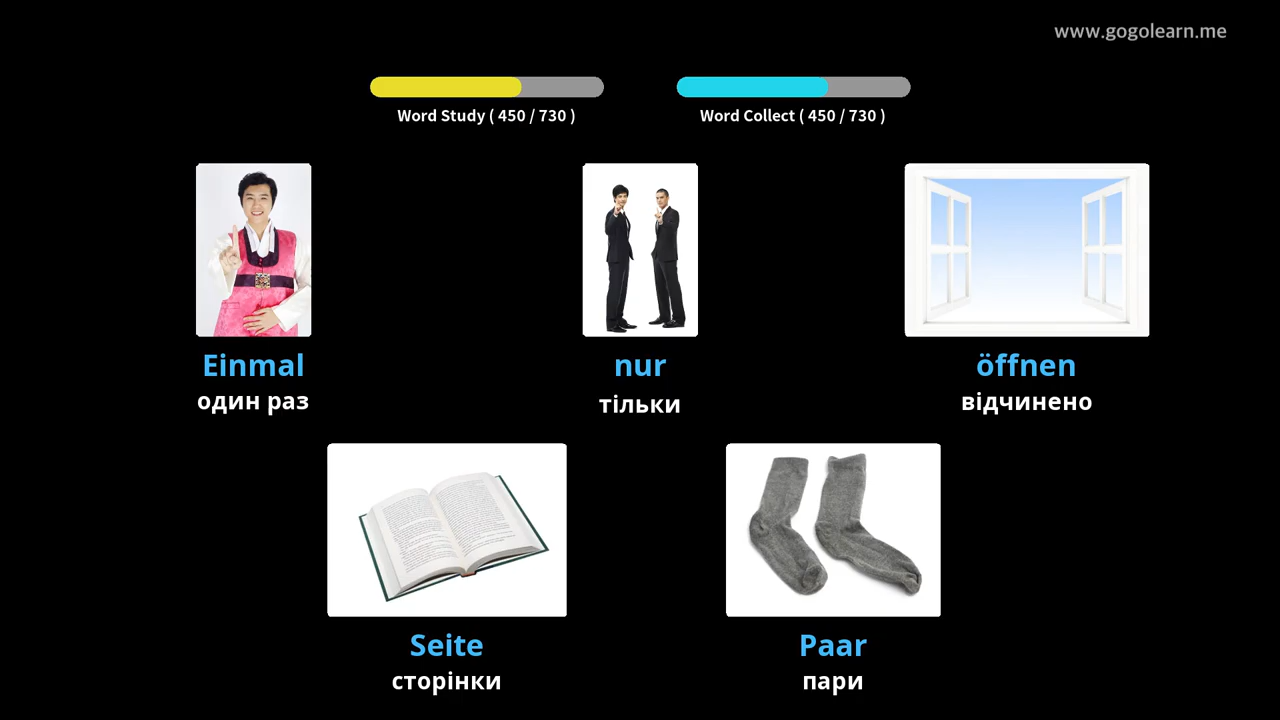 www.gogolearn.me
Word Study ( 450 / 730 )
Word Collect ( 450 / 730 )
Einmal
один раз
nur
тільки
öffnen
відчинено
Seite
сторінки
Paar
пари